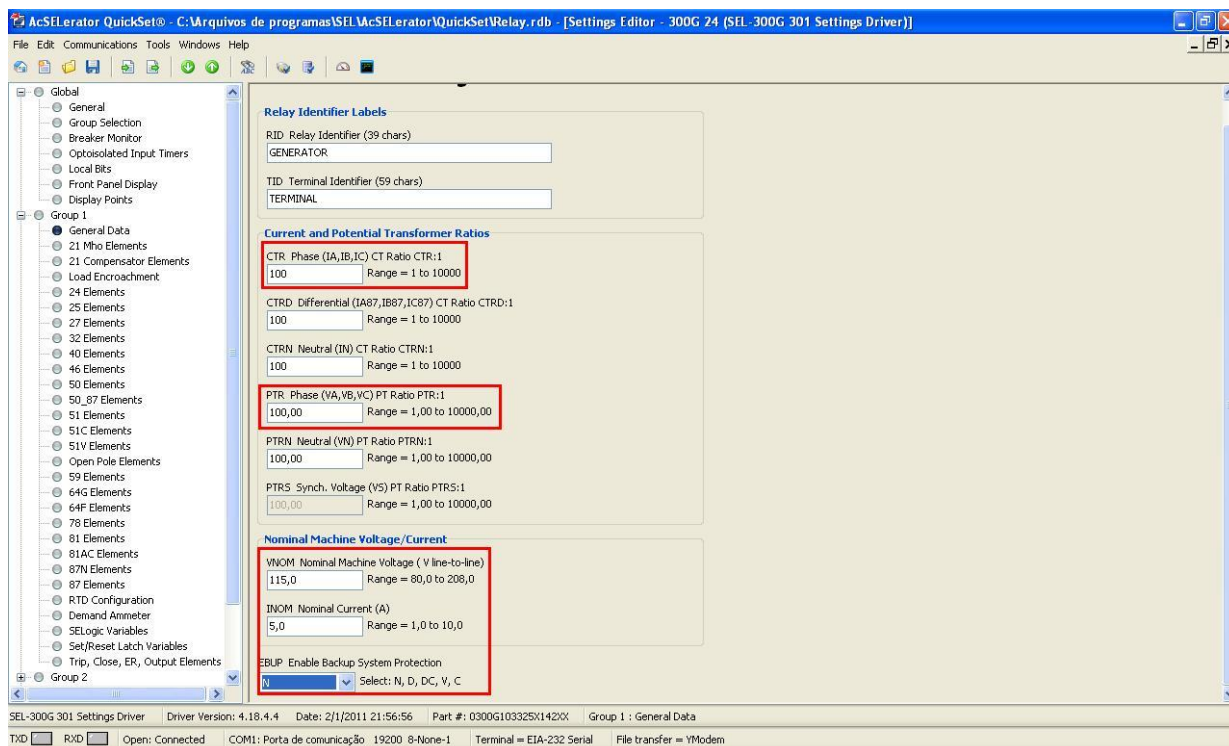 AcSELerator QuickSet® - C:\Arquivos de programas\SEL\AcSELerator\QuickSet\Relay.rdb - [Settings Editor - 300G 24 (SEL-300G 301 Settings Driver)]
File Edit Communications Tools Windows Help
Global
General
Group Selection
Breaker Monitor
Optoisolated Input Timers
Local Bits
Front Panel Display
Display Points
Group 1
General Data
21 Mho Elements
21 Compensator Elements
Load Encroachment
24 Elements
25 Elements
27 Elements
32 Elements
40 Elements
46 Elements
50 Elements
50_87 Elements
51 Elements
51C Elements
51V Elements
Open Pole Elements
59 Elements
64G Elements
64F Elements
78 Elements
81 Elements
81AC Elements
87N Elements
87 Elements
RTD Configuration
Demand Ammeter
SELogic Variables
Set/Reset Latch Variables
Trip, Close, ER, Output Elements
Group 2
Relay Identifier Labels
RID Relay Identifier (39 chars)
GENERATOR
TID Terminal Identifier (59 chars)
TERMINAL
Current and Potential Transformer Ratios
CTR Phase (IA,IB,IC) CT Ratio CTR:1
100 Range = 1 to 10000
CTRD Differential (IA87,IB87,IC87) CT Ratio CTRD:1
100 Range = 1 to 10000
CTRN Neutral (IN) CT Ratio CTRN:1
100 Range = 1 to 10000
PTR Phase (VA,VB,VC) PT Ratio PTR:1
100,00 Range = 1,00 to 10000,00
PTRN Neutral (VN) PT Ratio PTRN:1
100,00 Range = 1,00 to 10000,00
PTRS Synch. Voltage (VS) PT Ratio PTRS:1
100,00 Range = 1,00 to 10000,00
Nominal Machine Voltage/Current
VNOM Nominal Machine Voltage ( V line-to-line)
115,0 Range = 80,0 to 208,0
INOM Nominal Current (A)
5,0 Range = 1,0 to 10,0
EBUP Enable Backup System Protection
N Select: N, D, DC, V, C
SEL-300G 301 Settings Driver Driver Version: 4.18.4.4 Date: 2/1/2011 21:56:56 Part #: 0300G103325X142XX Group 1 : General Data
TXD RXD Open: Connected COM1: Porta de comunicação 19200 8-None-1 Terminal = EIA-232 Serial File transfer = YModem